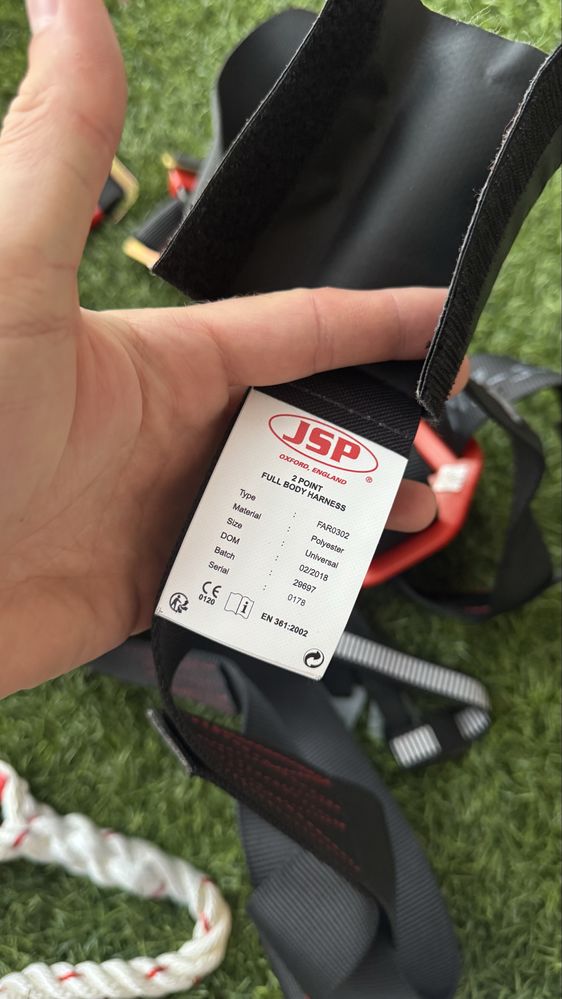 JSP
OXFORD, ENGLAND
®
2 POINT
FULL BODY HARNESS
Type : FAR0302
Material : Polyester
Size : Universal
DOM : 02/2018
Batch : 29697
Serial : 0178
CE
0120
i
EN 361:2002